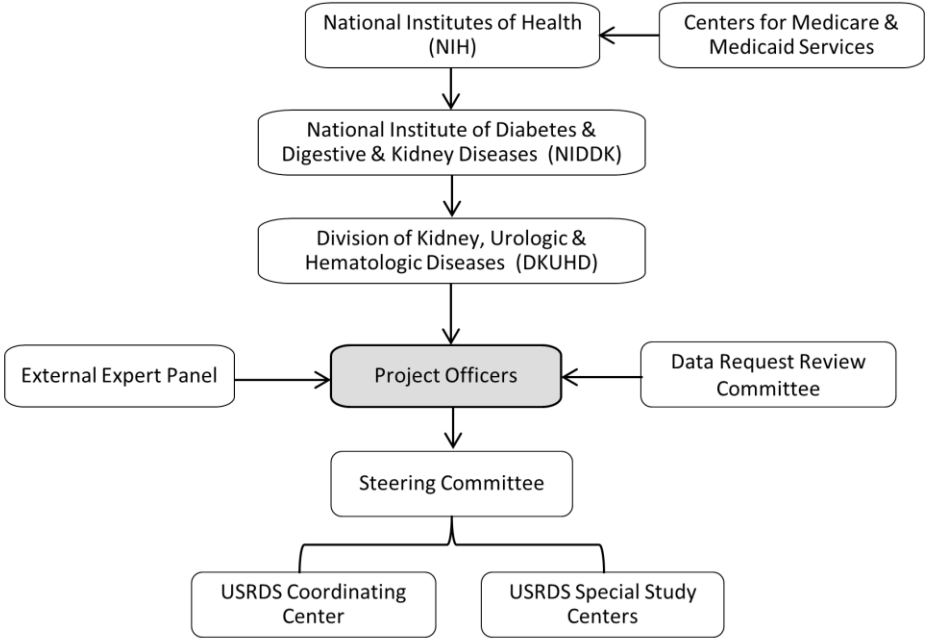 National Institutes of Health
(NIH)
Centers for Medicare &
Medicaid Services
National Institute of Diabetes &
Digestive & Kidney Diseases (NIDDK)
Division of Kidney, Urologic &
Hematologic Diseases (DKUHD)
External Expert Panel
Project Officers
Data Request Review
Committee
Steering Committee
USRDS Coordinating
Center
USRDS Special Study
Centers